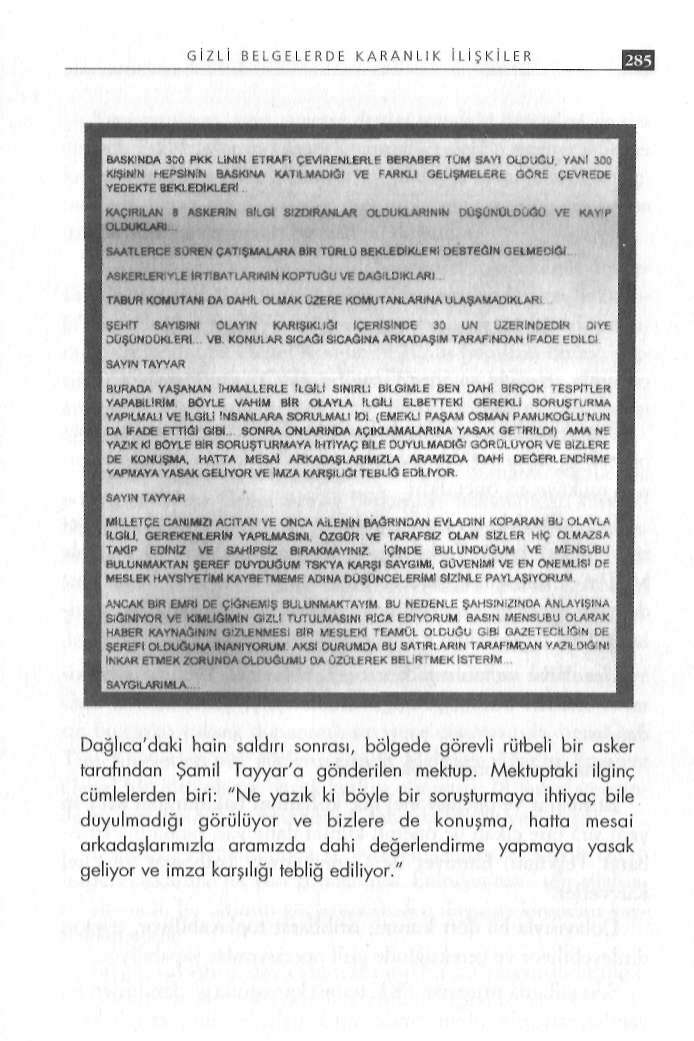 GİZLİ BELGELERDE KARANLIK İLİŞKİLER
285
BASKINDA 300 PKK LININ ETRAFI ÇEVİRENLERLE BERABER TÜM SAYI OLDUĞU, YANİ 300
KİŞİNİN HEPSİNİN BASKINA KATILMADIĞI VE FARKLI GELİŞMELERE GÖRE ÇEVREDE
YEDEKTE BEKLEDİKLERİ...
KAÇIRILAN 8 ASKERİN BİLGİ SIZDIRANLAR OLDUKLARININ DÜŞÜNÜLDÜĞÜ VE KAYIP
OLDUKLARI...
SAATLERCE SÜREN ÇATIŞMALARA BİR TÜRLÜ BEKLEDİKLERİ DESTEĞİN GELMEDİĞİ...
ASKERLERİYLE İRTİBATLARININ KOPTUĞU VE DAĞILDIKLARI...
TABUR KOMUTANI DA DAHİL OLMAK ÜZERE KOMUTANLARINA ULAŞAMADIKLARI...
ŞEHİT SAYISINI OLAYIN KARIŞIKLIĞI İÇERİSİNDE 30 UN ÜZERİNDEDİR DİYE
DÜŞÜNDÜKLERİ... VB. KONULAR SICAĞI SICAĞINA ARKADAŞIM TARAFINDAN İFADE EDİLDİ.
SAYIN TAYYAR
BURADA YAŞANAN İHMALLERLE İLGİLİ SINIRLI BİLGİMLE BEN DAHİ BİRÇOK TESPİTLER
YAPABİLİRİM. BÖYLE VAHİM BİR OLAYLA İLGİLİ ELBETTEKİ GEREKLİ SORUŞTURMA
YAPILMALI VE İLGİLİ İNSANLARA SORULMALI İDİ. (EMEKLİ PAŞAM OSMAN PAMUKOĞLU'NUN
DA İFADE ETTİĞİ GİBİ... SONRA ONLARINDA AÇIKLAMALARINA YASAK GETİRİLDİ) AMA NE
YAZIK Kİ BÖYLE BİR SORUŞTURMAYA İHTİYAÇ BİLE DUYULMADIĞI GÖRÜLÜYOR VE BİZLERE
DE KONUŞMA, HATTA MESAİ ARKADAŞLARIMIZLA ARAMIZDA DAHİ DEĞERLENDİRME
YAPMAYA YASAK GELİYOR VE İMZA KARŞILIĞI TEBLİĞ EDİLİYOR.
SAYIN TAYYAR
MİLLETÇE CANIMIZI ACITAN VE ONCA AİLENİN BAĞRINDAN EVLADINI KOPARAN BU OLAYLA
İLGİLİ, GEREKENLERİN YAPILMASINI, ÖZGÜR VE TARAFSIZ OLAN SİZLER HİÇ OLMAZSA
TAKİP EDİNİZ VE SAHİPSİZ BIRAKMAYINIZ. İÇİNDE BULUNDUĞUM VE MENSUBU
BULUNMAKTAN ŞEREF DUYDUĞUM TSK'YA KARŞI SAYGIMI, GÜVENİMİ VE EN ÖNEMLİSİ DE
MESLEK HAYSİYETİMİ KAYBETMEME ADINA DÜŞÜNCELERİMİ SİZİNLE PAYLAŞIYORUM.
ANCAK BİR EMRİ DE ÇİĞNEMİŞ BULUNMAKTAYIM. BU NEDENLE ŞAHSINIZINDA ANLAYIŞINA
SIĞINIYOR VE KİMLİĞİMİN GİZLİ TUTULMASINI RİCA EDİYORUM. BASIN MENSUBU OLARAK
HABER KAYNAĞININ GİZLENMESİ BİR MESLEKİ TEAMÜL OLDUĞU GİBİ GAZETECİLİĞİN DE
ŞEREFİ OLDUĞUNA İNANIYORUM. AKSİ DURUMDA BU SATIRLARIN TARAFIMDAN YAZILDIĞINI
İNKAR ETMEK ZORUNDA OLDUĞUMU DA ÜZÜLEREK BELİRTMEK İSTERİM...
SAYGILARIMLA....
Dağlıca'daki hain saldırı sonrası, bölgede görevli rütbeli bir asker
tarafından Şamil Tayyar'a gönderilen mektup. Mektuptaki ilginç
cümlelerden biri: "Ne yazık ki böyle bir soruşturmaya ihtiyaç bile
duyulmadığı görülüyor ve bizlere de konuşma, hatta mesai
arkadaşlarımızla aramızda dahi değerlendirme yapmaya yasak
geliyor ve imza karşılığı tebliğ ediliyor."